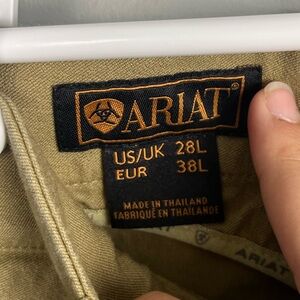 ARIAT®
US/UK 28L
EUR 38L
MADE IN THAILAND
FABRIQUÉ EN THAÏLANDE
ARIAT